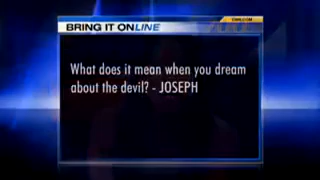 BRING IT ONLINE
What does it mean when you dream
about the devil? - JOSEPH